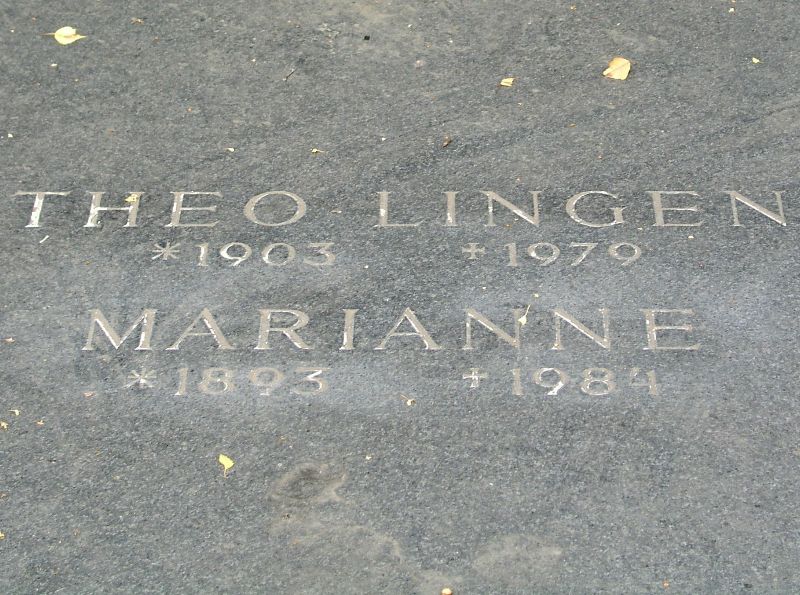 THEO LINGEN
* 1903 † 1979
MARIANNE
* 1893 † 1984